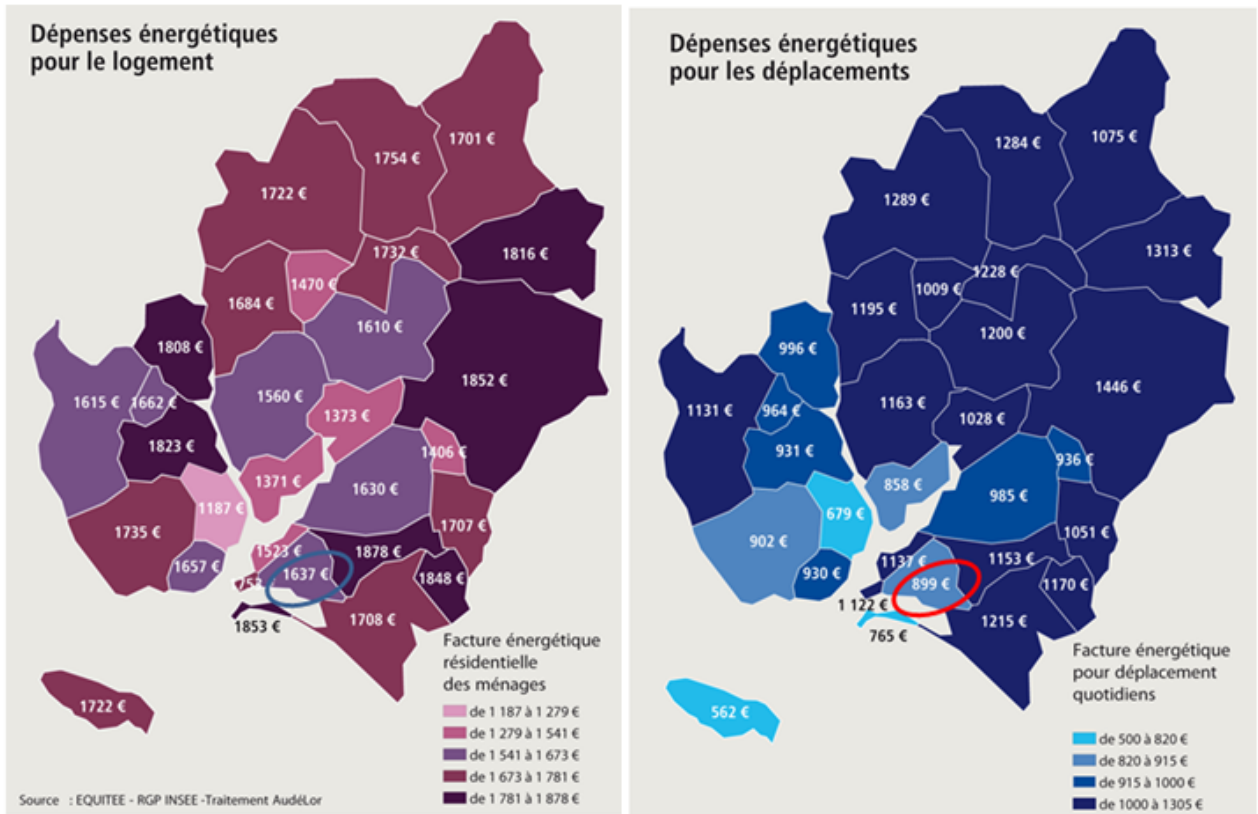 Dépenses énergétiques
pour le logement
1701 €
1754 €
1722 €
1816 €
1732 €
1470 €
1684 €
1610 €
1808 €
1852 €
1560 €
1615 €
1662 €
1373 €
1823 €
1406 €
1371 €
1630 €
1187 €
1735 €
1707 €
1523 €
1878 €
1657 €
1637 €
1848 €
1708 €
1853 €
1722 €
Facture énergétique
résidentielle
des ménages
de 1 187 à 1 279 €
de 1 279 à 1 541 €
de 1 541 à 1 673 €
de 1 673 à 1 781 €
de 1 781 à 1 878 €
Source : EQUITEE - RGP INSEE -Traitement AudéLor
Dépenses énergétiques
pour les déplacements
1075 €
1284 €
1289 €
1313 €
1228 €
1009 €
1195 €
1200 €
996 €
1446 €
1163 €
1131 €
964 €
1028 €
931 €
936 €
858 €
985 €
679 €
902 €
1051 €
1137 €
1153 €
930 €
899 €
1170 €
1 122 €
1215 €
765 €
562 €
Facture énergétique
pour déplacement
quotidiens
de 500 à 820 €
de 820 à 915 €
de 915 à 1000 €
de 1000 à 1305 €